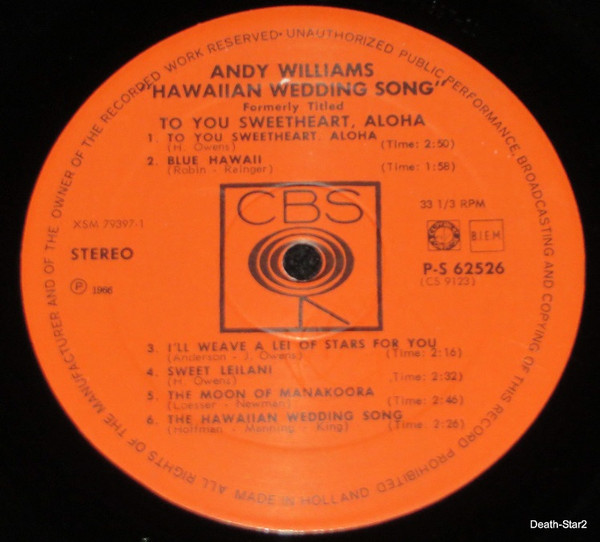 ALL RIGHTS OF THE MANUFACTURER AND OF THE OWNER OF THE RECORDED WORK RESERVED · UNAUTHORIZED PUBLIC PERFORMANCE, BROADCASTING AND COPYING OF THIS RECORD PROHIBITED
ANDY WILLIAMS
"HAWAIIAN WEDDING SONG"
Formerly Titled
TO YOU SWEETHEART, ALOHA
1. TO YOU SWEETHEART, ALOHA
(H. Owens) (Time: 2:50)
2. BLUE HAWAII
(Robin - Reinger) (Time: 1:58)
CBS
33 1/3 RPM
XSM 79397-1
B.I.E.M.
STEREO
P-S 62526
(CS 9123)
Ⓟ 1966
3. I'LL WEAVE A LEI OF STARS FOR YOU
(Anderson - J. Owens) (Time: 2:16)
4. SWEET LEILANI
(H. Owens) (Time: 2:32)
5. THE MOON OF MANAKOORA
(Loesser - Newman) (Time: 2:46)
6. THE HAWAIIAN WEDDING SONG
(Hoffman - Manning - King) (Time: 2:26)
MADE IN HOLLAND
Death-Star2